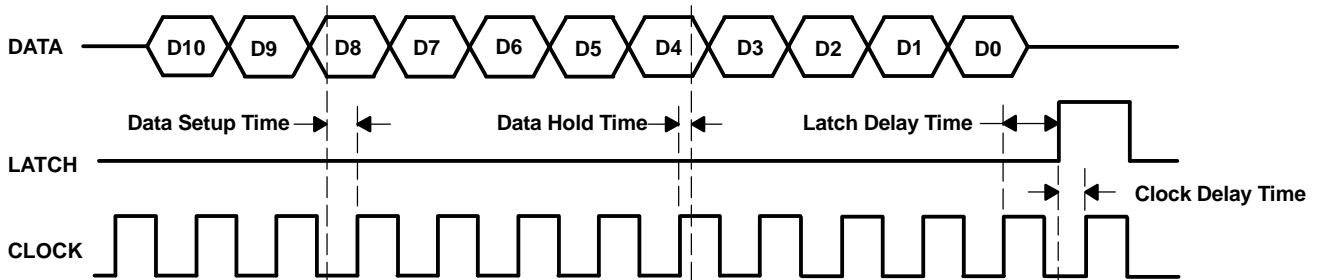 DATA D10 D9 D8 D7 D6 D5 D4 D3 D2 D1 D0
Data Setup Time Data Hold Time Latch Delay Time
LATCH
Clock Delay Time
CLOCK